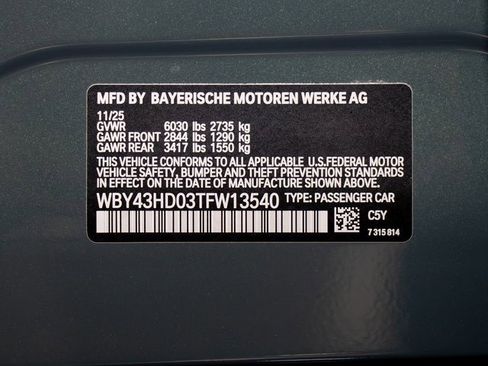 MFD BY BAYERISCHE MOTOREN WERKE AG
11/25
GVWR 6030 lbs 2735 kg
GAWR FRONT 2844 lbs 1290 kg
GAWR REAR 3417 lbs 1550 kg
THIS VEHICLE CONFORMS TO ALL APPLICABLE U.S.FEDERAL MOTOR
VEHICLE SAFETY, BUMPER AND THEFT PREVENTION STANDARDS
IN EFFECT ON THE DATE OF MANUFACTURE SHOWN ABOVE.
WBY43HD03TFW13540 TYPE: PASSENGER CAR
C5Y
7 315 814